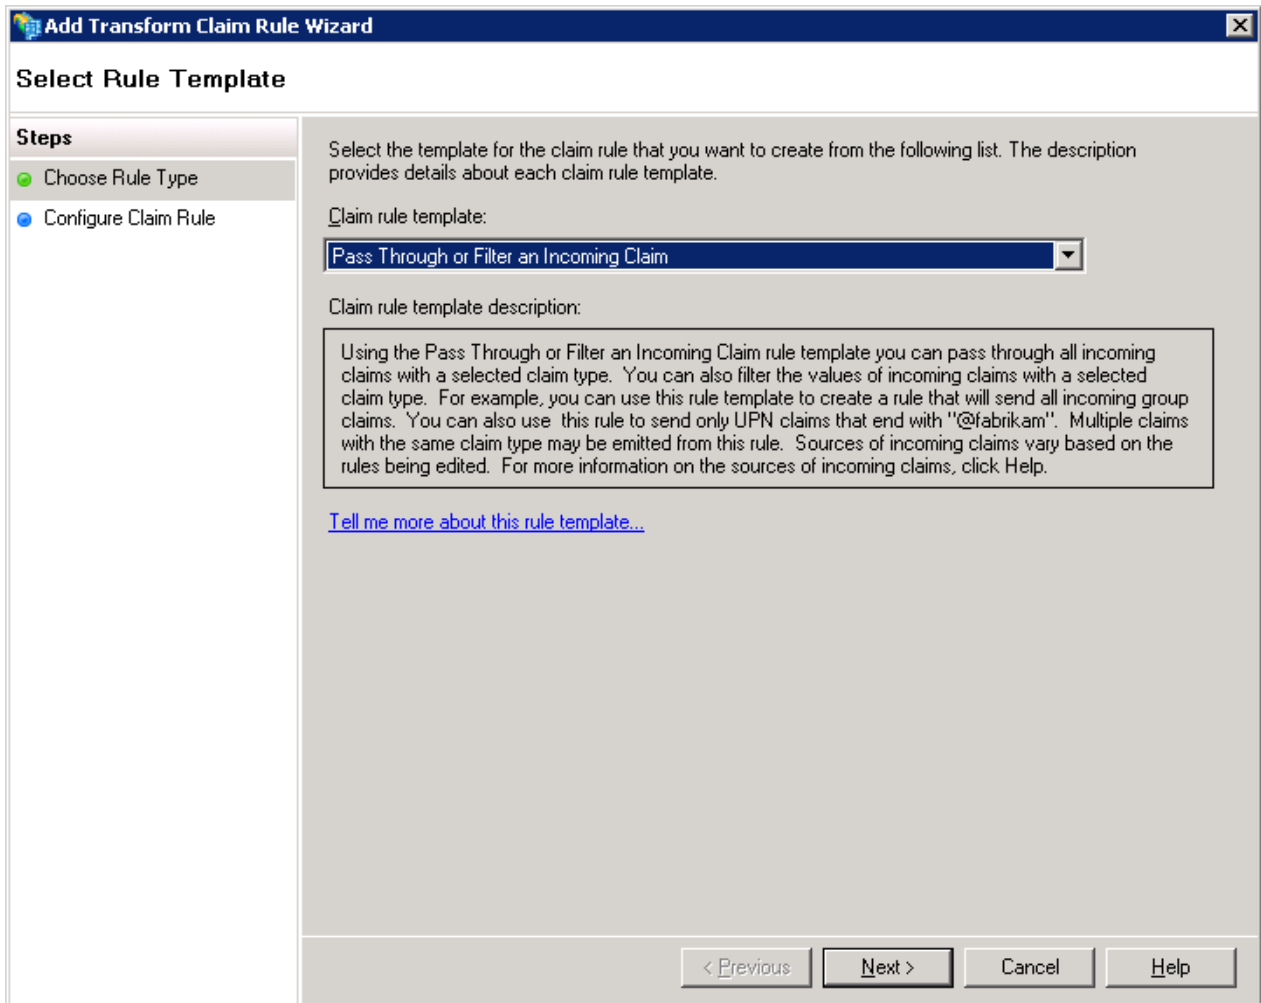 Add Transform Claim Rule Wizard
Select Rule Template
Steps
Choose Rule Type
Configure Claim Rule
Select the template for the claim rule that you want to create from the following list. The description
provides details about each claim rule template.
Claim rule template:
Pass Through or Filter an Incoming Claim
Claim rule template description:
Using the Pass Through or Filter an Incoming Claim rule template you can pass through all incoming
claims with a selected claim type.  You can also filter the values of incoming claims with a selected
claim type.  For example, you can use this rule template to create a rule that will send all incoming group
claims.  You can also use  this rule to send only UPN claims that end with "@fabrikam".  Multiple claims
with the same claim type may be emitted from this rule.  Sources of incoming claims vary based on the
rules being edited.  For more information on the sources of incoming claims, click Help.
Tell me more about this rule template...
< Previous
Next >
Cancel
Help